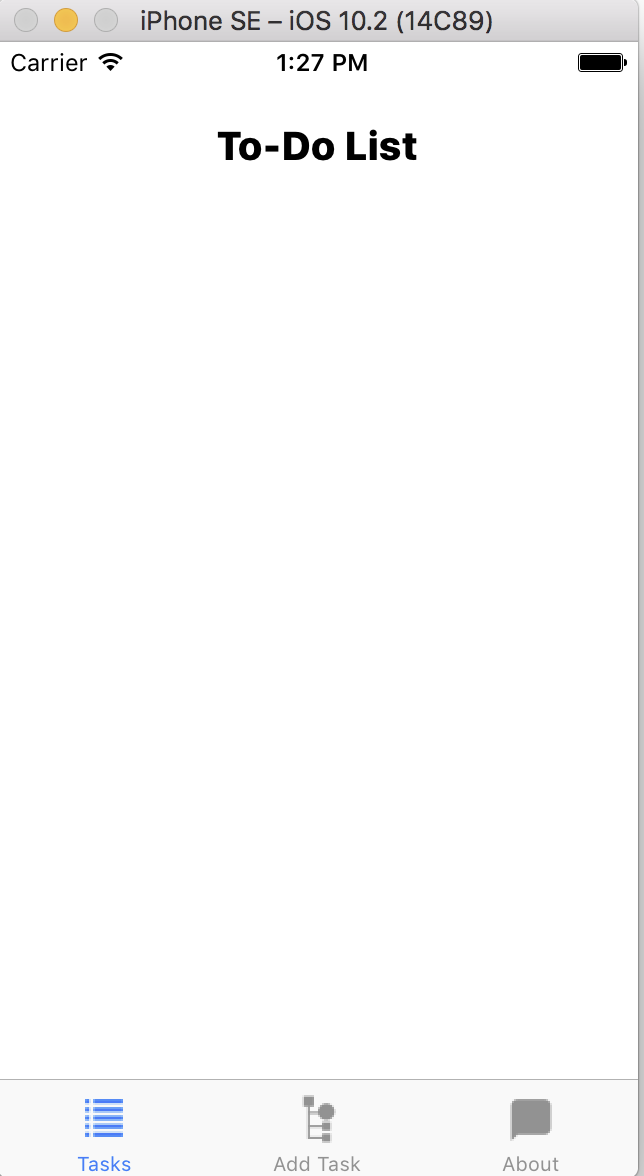 iPhone SE – iOS 10.2 (14C89)
Carrier 1:27 PM
To-Do List
Tasks Add Task About